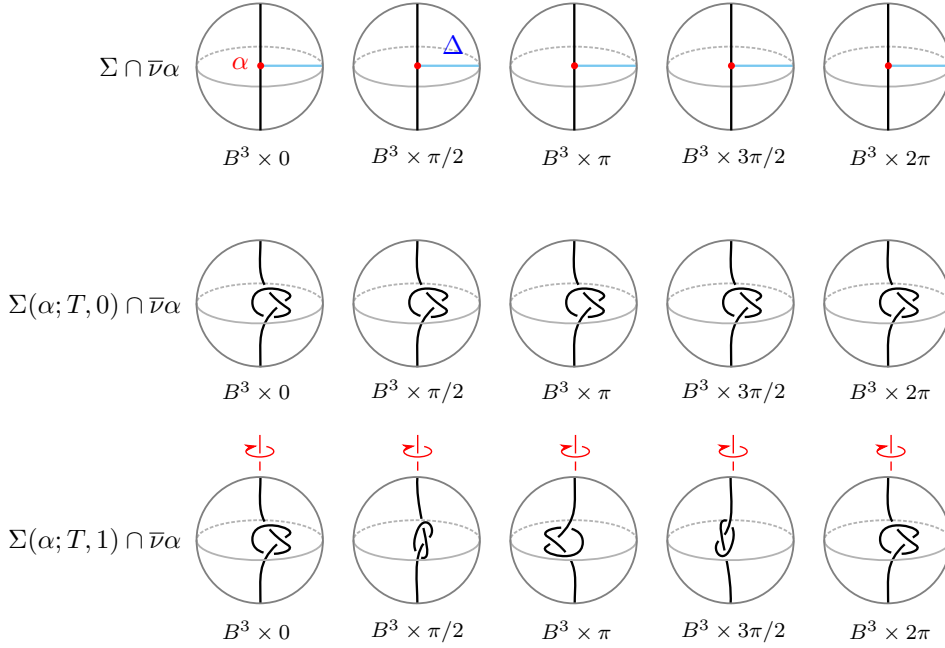 Σ ∩ ν̅α α Δ
B³ × 0 B³ × π/2 B³ × π B³ × 3π/2 B³ × 2π
Σ(α; T, 0) ∩ ν̅α
B³ × 0 B³ × π/2 B³ × π B³ × 3π/2 B³ × 2π
Σ(α; T, 1) ∩ ν̅α
B³ × 0 B³ × π/2 B³ × π B³ × 3π/2 B³ × 2π